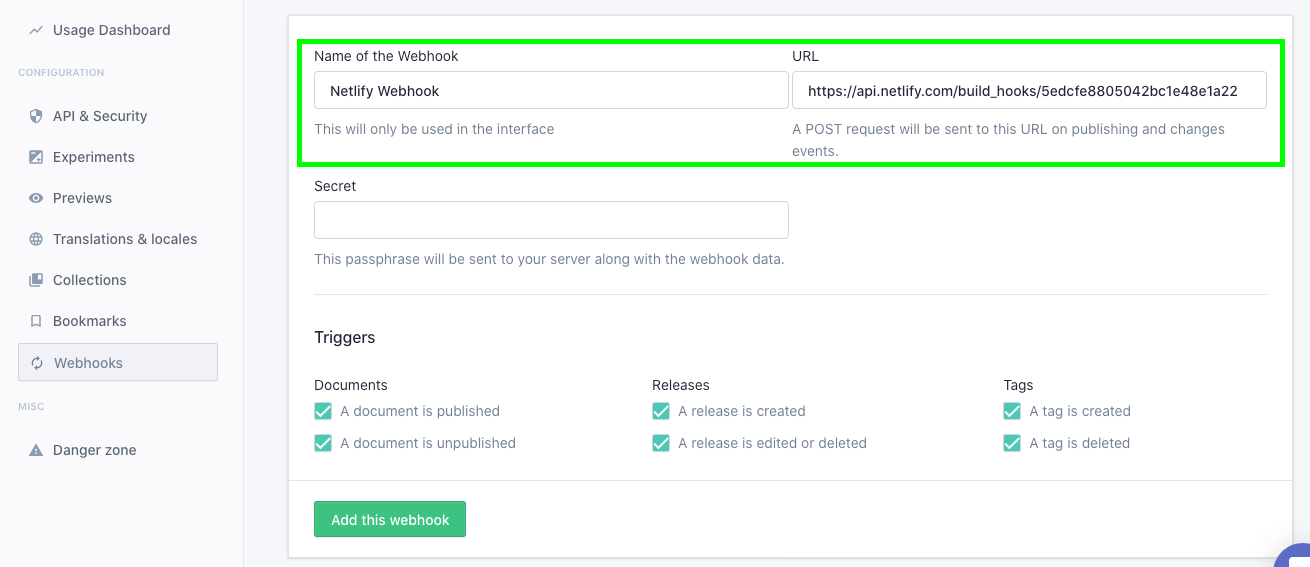 Usage Dashboard
CONFIGURATION
API & Security
Experiments
Previews
Translations & locales
Collections
Bookmarks
Webhooks
MISC
Danger zone
Name of the Webhook
Netlify Webhook
This will only be used in the interface
URL
https://api.netlify.com/build_hooks/5edcfe8805042bc1e48e1a22
A POST request will be sent to this URL on publishing and changes
events.
Secret
This passphrase will be sent to your server along with the webhook data.
Triggers
Documents
A document is published
A document is unpublished
Releases
A release is created
A release is edited or deleted
Tags
A tag is created
A tag is deleted
Add this webhook